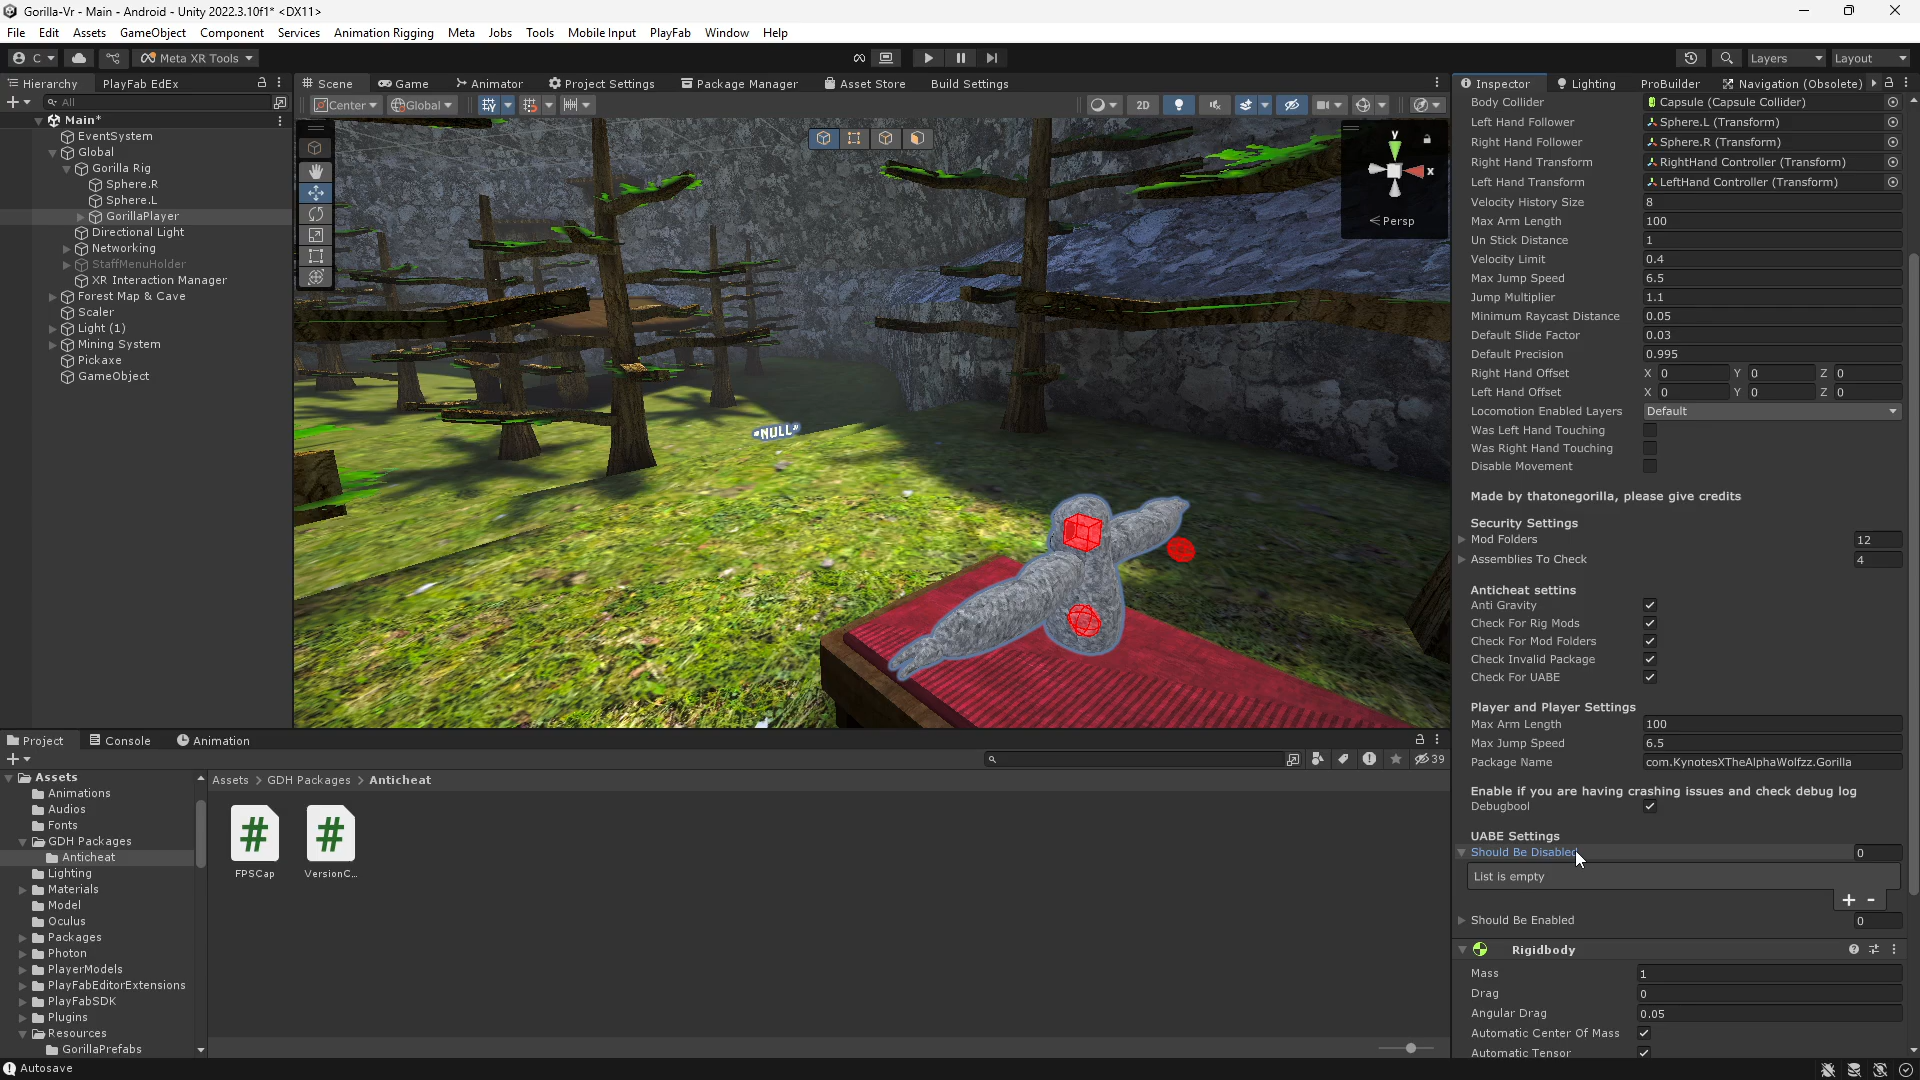 Gorilla-Vr - Main - Android - Unity 2022.3.10f1* <DX11>
File Edit Assets GameObject Component Services Animation Rigging Meta Jobs Tools Mobile Input PlayFab Window Help
C Meta XR Tools Layers Layout
Hierarchy PlayFab EdEx
All
Main*
EventSystem
Global
Gorilla Rig
Sphere.R
Sphere.L
GorillaPlayer
Directional Light
Networking
StaffMenuHolder
XR Interaction Manager
Forest Map & Cave
Scaler
Light (1)
Mining System
Pickaxe
GameObject
Scene Game Animator Project Settings Package Manager Asset Store Build Settings
Center Global 2D
y
x
Persp
"NULL"
Inspector Lighting ProBuilder Navigation (Obsolete)
Body Collider Capsule (Capsule Collider)
Left Hand Follower Sphere.L (Transform)
Right Hand Follower Sphere.R (Transform)
Right Hand Transform RightHand Controller (Transform)
Left Hand Transform LeftHand Controller (Transform)
Velocity History Size 8
Max Arm Length 100
Un Stick Distance 1
Velocity Limit 0.4
Max Jump Speed 6.5
Jump Multiplier 1.1
Minimum Raycast Distance 0.05
Default Slide Factor 0.03
Default Precision 0.995
Right Hand Offset X 0 Y 0 Z 0
Left Hand Offset X 0 Y 0 Z 0
Locomotion Enabled Layers Default
Was Left Hand Touching
Was Right Hand Touching
Disable Movement
Made by thatonegorilla, please give credits
Security Settings
Mod Folders 12
Assemblies To Check 4
Anticheat settins
Anti Gravity
Check For Rig Mods
Check For Mod Folders
Check Invalid Package
Check For UABE
Player and Player Settings
Max Arm Length 100
Max Jump Speed 6.5
Package Name com.KynotesXTheAlphaWolfzz.Gorilla
Enable if you are having crashing issues and check debug log
Debugbool
UABE Settings
Should Be Disabled 0
List is empty
+ -
Should Be Enabled 0
Rigidbody
Mass 1
Drag 0
Angular Drag 0.05
Automatic Center Of Mass
Automatic Tensor
Project Console Animation
39
Assets
Animations
Audios
Fonts
GDH Packages
Anticheat
Lighting
Materials
Model
Oculus
Packages
Photon
PlayerModels
PlayFabEditorExtensions
PlayFabSDK
Plugins
Resources
GorillaPrefabs
Assets > GDH Packages > Anticheat
# #
FPSCap VersionC...
Autosave